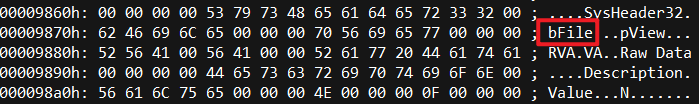 00009860h: 00 00 00 00 53 79 73 48 65 61 64 65 72 33 32 00 ; ....SysHeader32.
00009870h: 62 46 69 6C 65 00 00 00 70 56 69 65 77 00 00 00 ; bFile...pView...
00009880h: 52 56 41 00 56 41 00 00 52 61 77 20 44 61 74 61 ; RVA.VA..Raw Data
00009890h: 00 00 00 00 44 65 73 63 72 69 70 74 69 6F 6E 00 ; ....Description.
000098a0h: 56 61 6C 75 65 00 00 00 4E 00 00 00 0F 00 00 00 ; Value...N.......